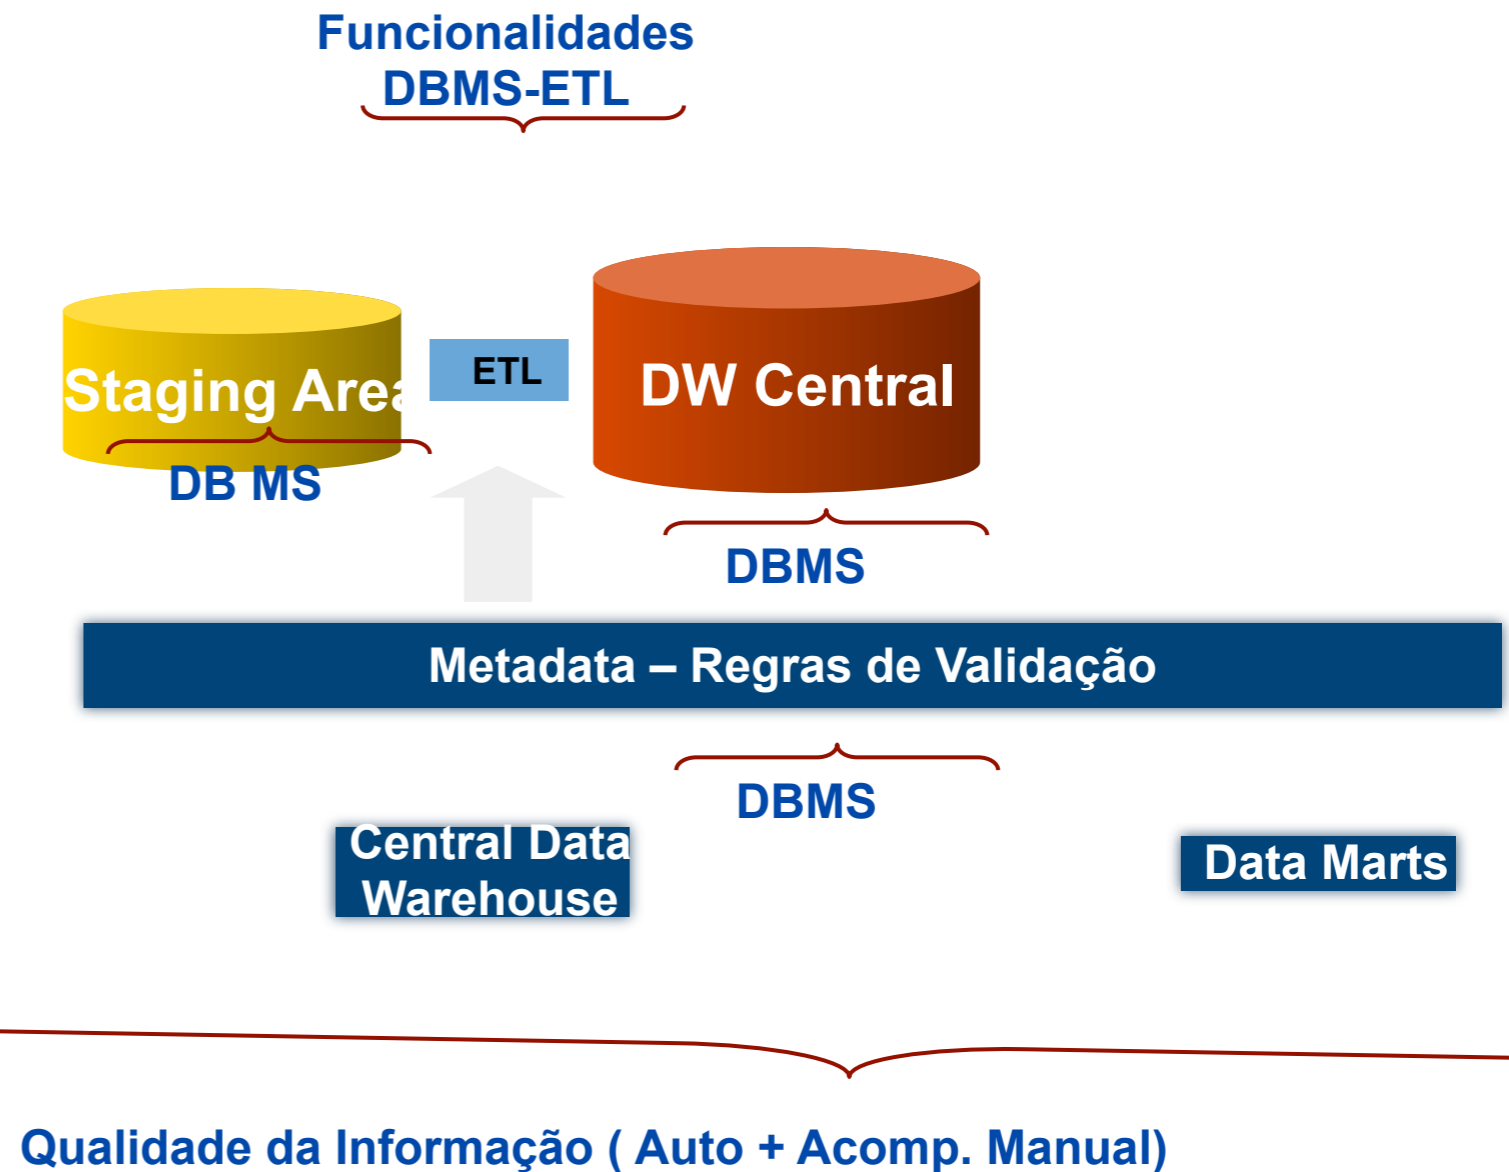 Funcionalidades
DBMS-ETL
Staging Area
ETL
DW Central
DB MS
DBMS
Metadata – Regras de Validação
DBMS
Central Data
Warehouse
Data Marts
Qualidade da Informação ( Auto + Acomp. Manual)